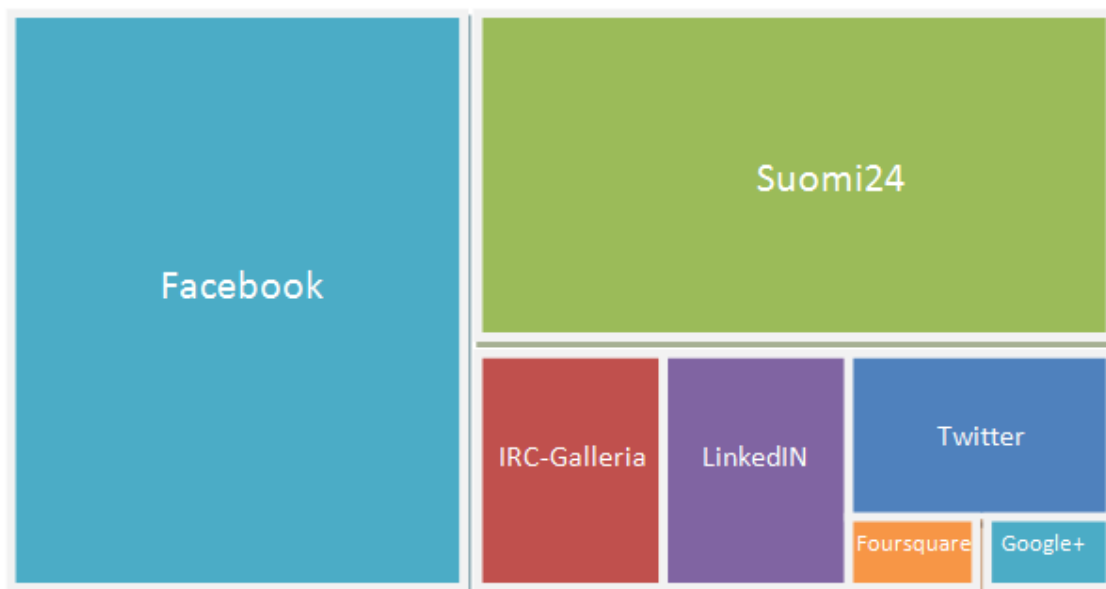 Facebook
Suomi24
IRC-Galleria
LinkedIN
Twitter
Foursquare
Google+